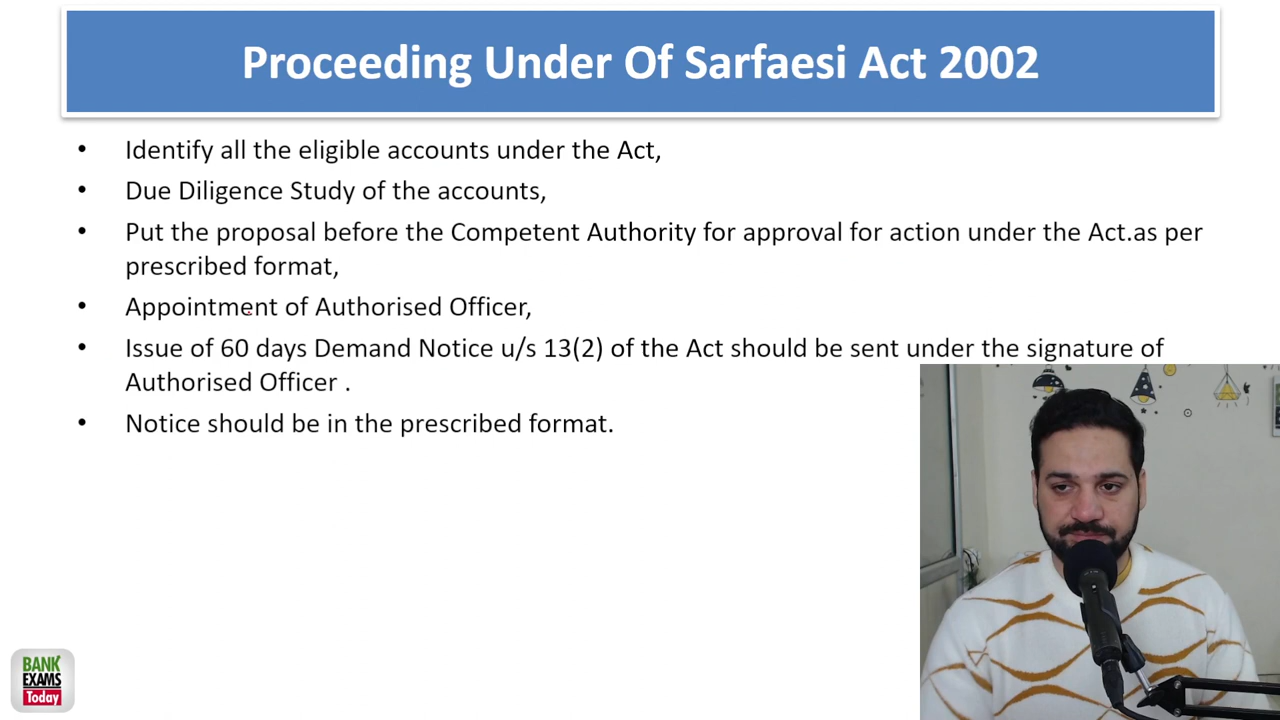 Proceeding Under Of Sarfaesi Act 2002
• Identify all the eligible accounts under the Act,
• Due Diligence Study of the accounts,
• Put the proposal before the Competent Authority for approval for action under the Act.as per
prescribed format,
• Appointment of Authorised Officer,
• Issue of 60 days Demand Notice u/s 13(2) of the Act should be sent under the signature of
Authorised Officer .
• Notice should be in the prescribed format.
BANK
EXAMS
Today